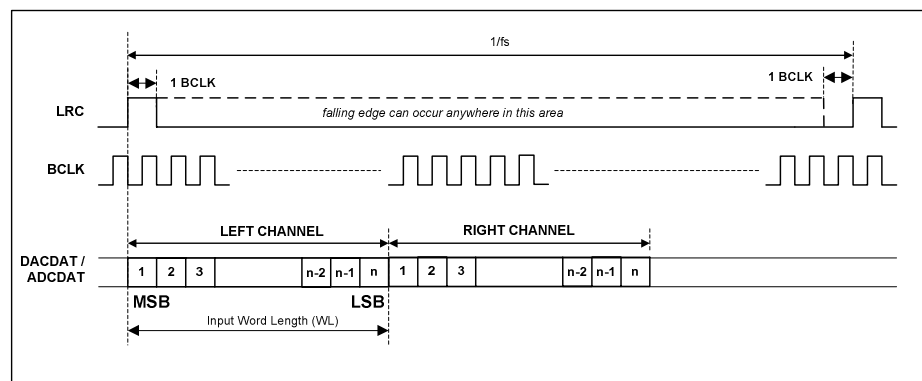 1/fs
1 BCLK
1 BCLK
LRC
falling edge can occur anywhere in this area
BCLK
LEFT CHANNEL
RIGHT CHANNEL
DACDAT /
ADCDAT
1 2 3 n-2 n-1 n 1 2 3 n-2 n-1 n
MSB
LSB
Input Word Length (WL)